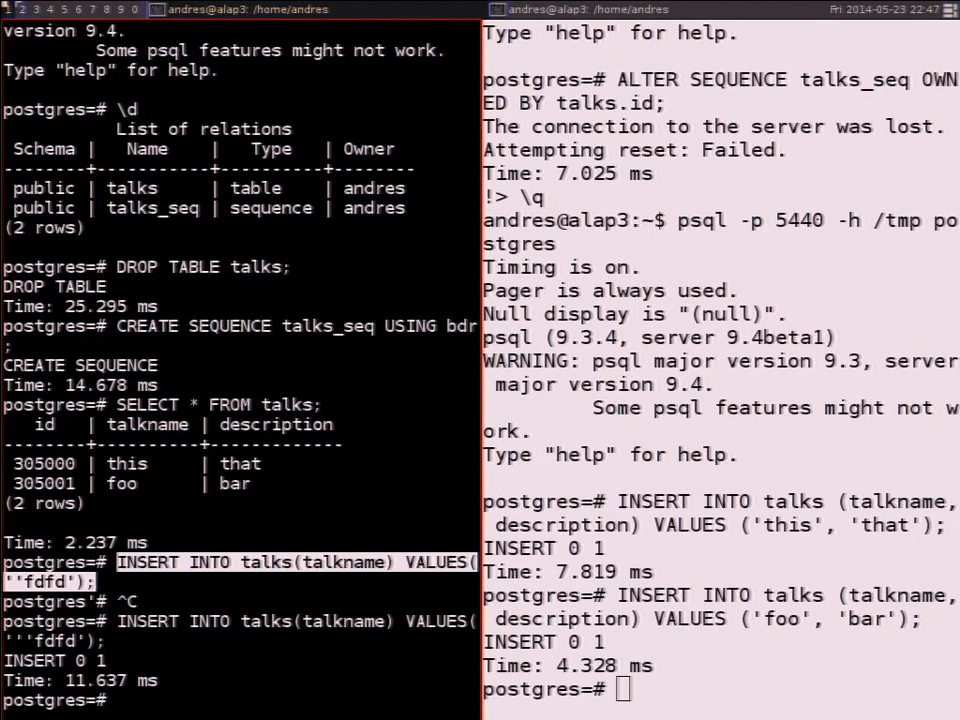 1 2 3 4 5 6 7 8 9 0 andres@alap3: /home/andres
version 9.4.
Some psql features might not work.
Type "help" for help.
postgres=# \d
List of relations
Schema | Name | Type | Owner
--------+-----------+----------+--------
public | talks | table | andres
public | talks_seq | sequence | andres
(2 rows)
postgres=# DROP TABLE talks;
DROP TABLE
Time: 25.295 ms
postgres=# CREATE SEQUENCE talks_seq USING bdr
;
CREATE SEQUENCE
Time: 14.678 ms
postgres=# SELECT * FROM talks;
id | talkname | description
--------+----------+-------------
305000 | this | that
305001 | foo | bar
(2 rows)
Time: 2.237 ms
postgres=# INSERT INTO talks(talkname) VALUES(
''fdfd');
postgres'# ^C
postgres=# INSERT INTO talks(talkname) VALUES(
'''fdfd');
INSERT 0 1
Time: 11.637 ms
postgres=#
andres@alap3: /home/andres Fri 2014-05-23 22:47
Type "help" for help.
postgres=# ALTER SEQUENCE talks_seq OWN
ED BY talks.id;
The connection to the server was lost.
Attempting reset: Failed.
Time: 7.025 ms
!> \q
andres@alap3:~$ psql -p 5440 -h /tmp po
stgres
Timing is on.
Pager is always used.
Null display is "(null)".
psql (9.3.4, server 9.4beta1)
WARNING: psql major version 9.3, server
major version 9.4.
Some psql features might not w
ork.
Type "help" for help.
postgres=# INSERT INTO talks (talkname,
description) VALUES ('this', 'that');
INSERT 0 1
Time: 7.819 ms
postgres=# INSERT INTO talks (talkname,
description) VALUES ('foo', 'bar');
INSERT 0 1
Time: 4.328 ms
postgres=#